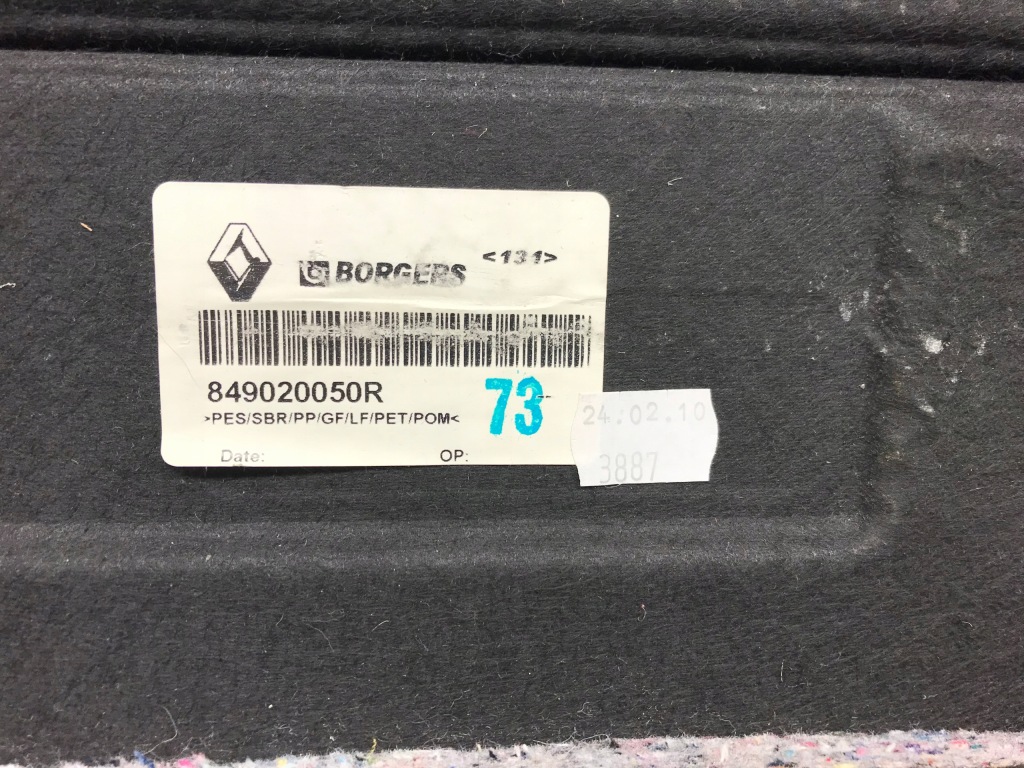 BORGERS <131>
849020050R
73
>PES/SBR/PP/GF/LF/PET/POM<
Date: OP:
24.02.10
3887